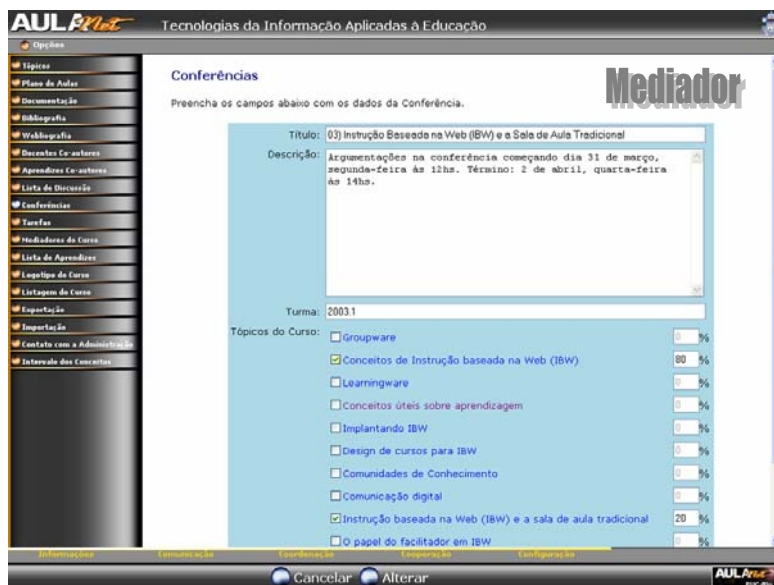 AULANet
Tecnologias da Informação Aplicadas à Educação
Opções
Tópicos
Plano de Aulas
Documentação
Bibliografia
Webliografia
Docentes Co-autores
Aprendizes Co-autores
Lista de Discussão
Conferências
Tarefas
Mediadores do Curso
Lista de Aprendizes
Logotipo do Curso
Listagem do Curso
Exportação
Importação
Contato com a Administração
Intervalo dos Conceitos
Conferências
Mediador
Preencha os campos abaixo com os dados da Conferência.
Título: 03) Instrução Baseada na Web (IBW) e a Sala de Aula Tradicional
Descrição: Argumentações na conferência começando dia 31 de março,
segunda-feira às 12hs. Término: 2 de abril, quarta-feira
às 14hs.
Turma: 2003.1
Tópicos do Curso: Groupware 0 %
Conceitos de Instrução baseada na Web (IBW) 80 %
Learningware 0 %
Conceitos úteis sobre aprendizagem 0 %
Implantando IBW 0 %
Design de cursos para IBW 0 %
Comunidades de Conhecimento 0 %
Comunicação digital 0 %
Instrução baseada na Web (IBW) e a sala de aula tradicional 20 %
O papel do facilitador em IBW 0 %
Informações Comunicação Coordenação Cooperação Configuração
Cancelar Alterar
AULANet